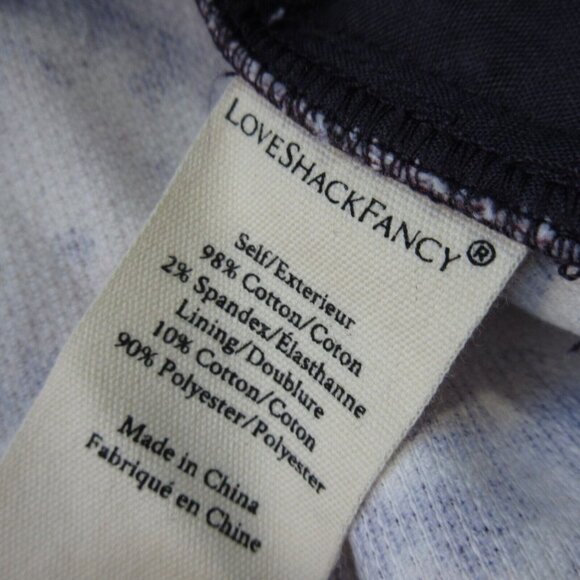 LOVESHACKFANCY®
Self/Exterieur
98% Cotton/Coton
2% Spandex/Élasthanne
Lining/Doublure
10% Cotton/Coton
90% Polyester/Polyester
Made in China
Fabriqué en Chine